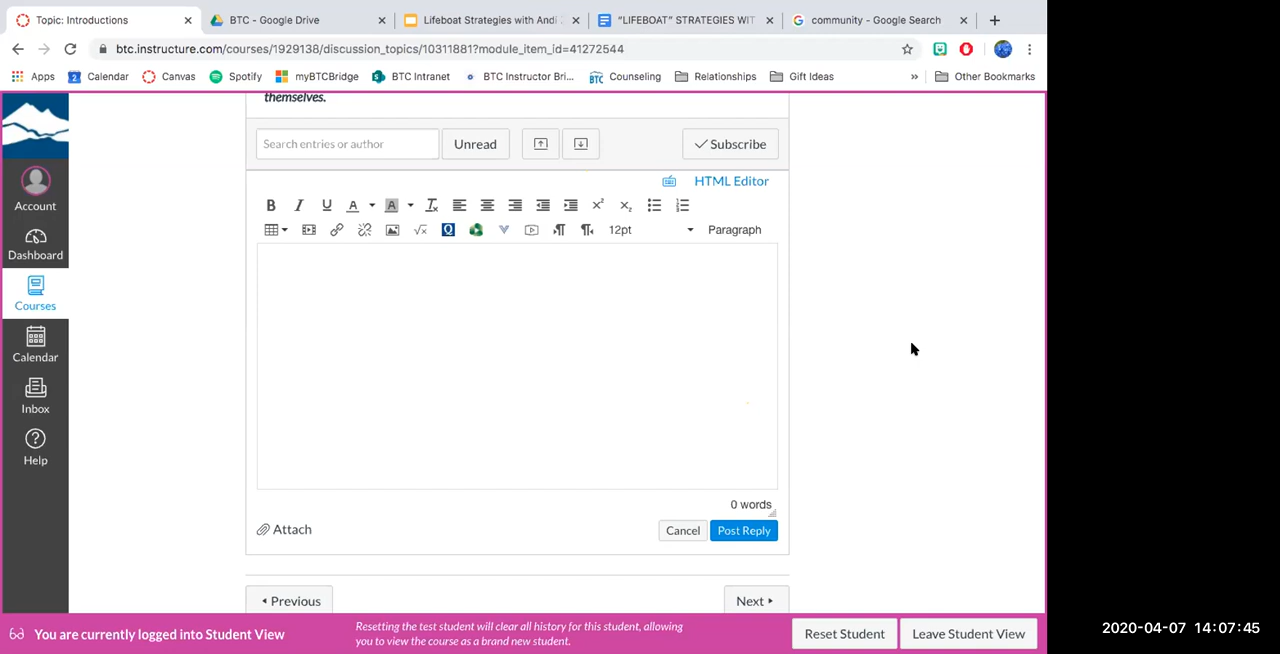 Topic: Introductions
BTC - Google Drive
Lifeboat Strategies with Andi
"LIFEBOAT" STRATEGIES WIT
community - Google Search
btc.instructure.com/courses/1929138/discussion_topics/10311881?module_item_id=41272544
Apps
Calendar
Canvas
Spotify
myBTCBridge
BTC Intranet
BTC Instructor Bri...
BTC
Counseling
Relationships
Gift Ideas
»
Other Bookmarks
themselves.
Search entries or author
Unread
Subscribe
HTML Editor
12pt
Paragraph
Account
Dashboard
Courses
Calendar
Inbox
Help
0 words
Attach
Cancel
Post Reply
Previous
Next
You are currently logged into Student View
Resetting the test student will clear all history for this student, allowing
you to view the course as a brand new student.
Reset Student
Leave Student View
2020-04-07 14:07:45